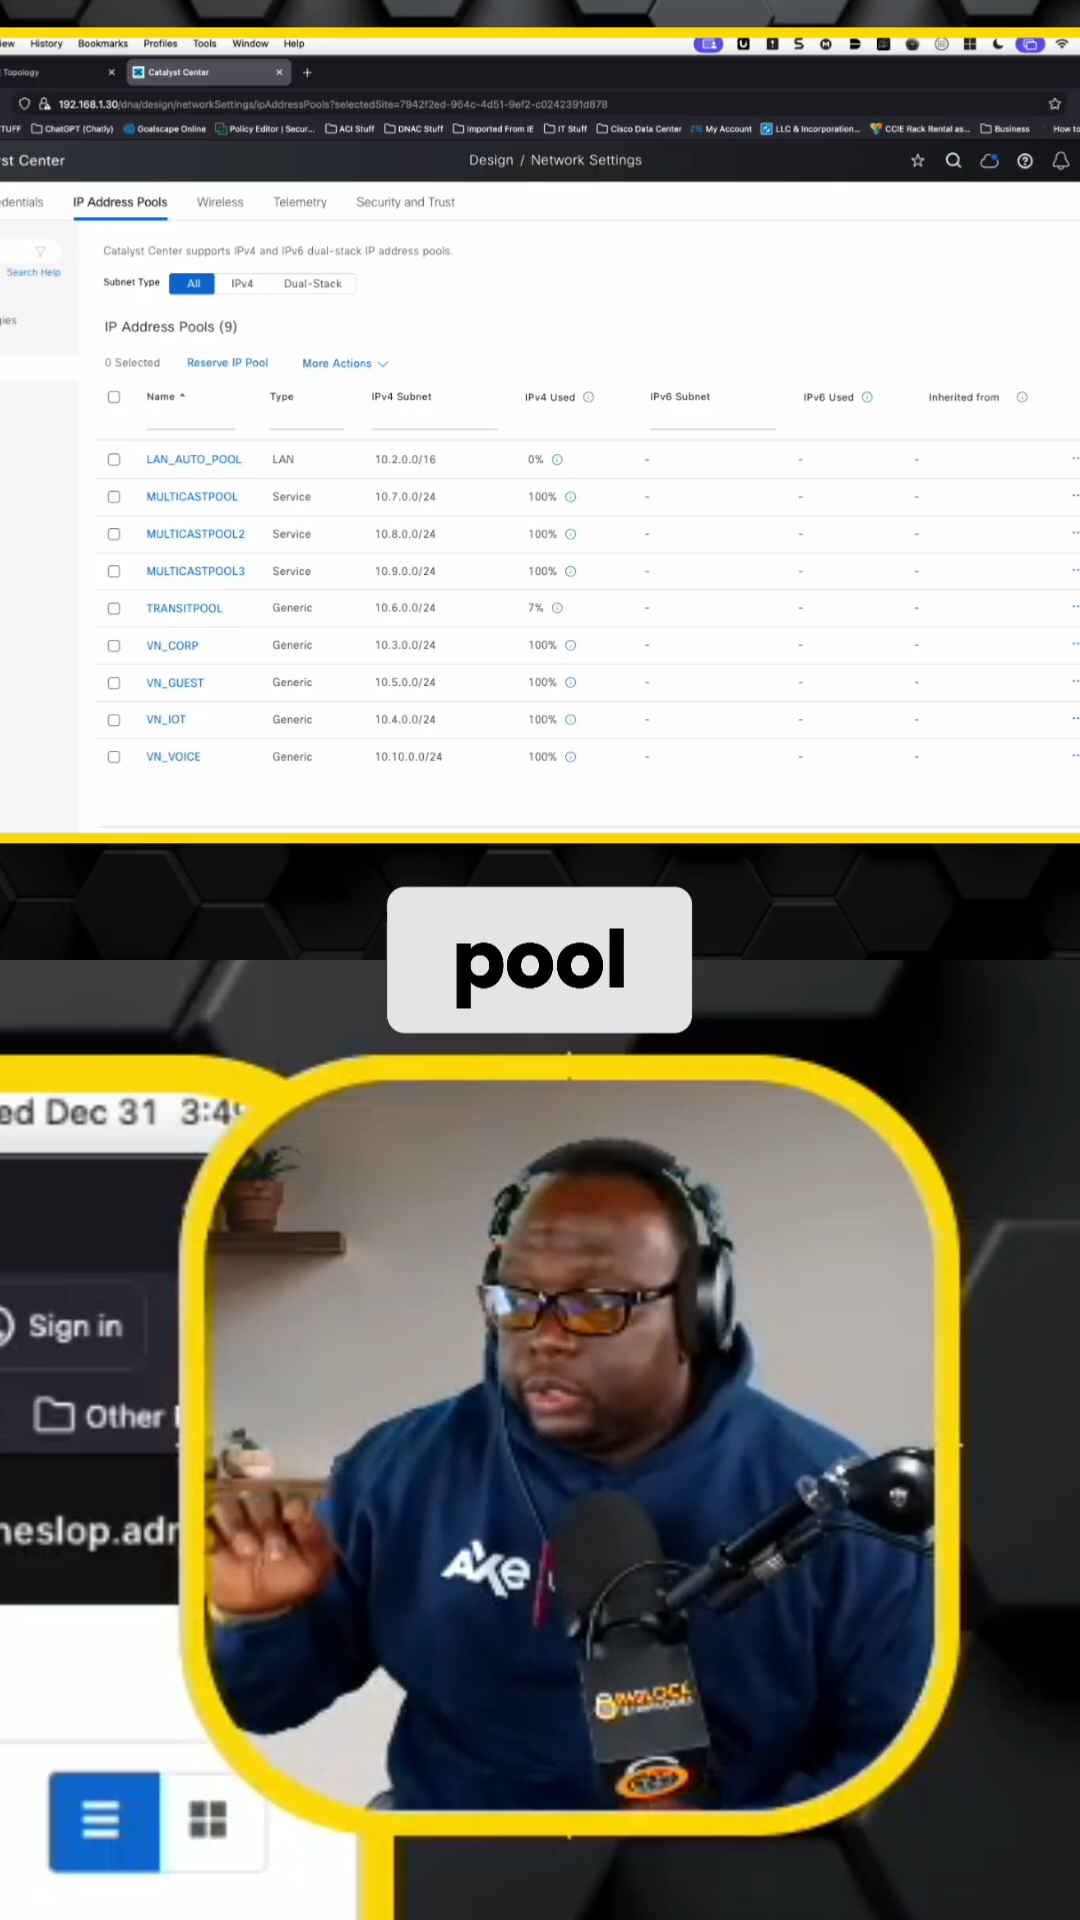 iew History Bookmarks Profiles Tools Window Help
Topology × Catalyst Center × +
192.168.1.30/dna/design/networkSettings/ipAddressPools?selectedSite=7942f2ed-964c-4d51-9ef2-c0242391d878
TUFF ChatGPT (Chatly) Goalscape Online Policy Editor | Secur... ACI Stuff DNAC Stuff Imported From IE IT Stuff Cisco Data Center My Account LLC & Incorporation... CCIE Rack Rental as... Business How to
st Center Design / Network Settings
edentials IP Address Pools Wireless Telemetry Security and Trust
Catalyst Center supports IPv4 and IPv6 dual-stack IP address pools.
Search Help
Subnet Type All IPv4 Dual-Stack
gies
IP Address Pools (9)
0 Selected Reserve IP Pool More Actions
Name Type IPv4 Subnet IPv4 Used IPv6 Subnet IPv6 Used Inherited from
LAN_AUTO_POOL LAN 10.2.0.0/16 0% - - -
MULTICASTPOOL Service 10.7.0.0/24 100% - - -
MULTICASTPOOL2 Service 10.8.0.0/24 100% - - -
MULTICASTPOOL3 Service 10.9.0.0/24 100% - - -
TRANSITPOOL Generic 10.6.0.0/24 7% - - -
VN_CORP Generic 10.3.0.0/24 100% - - -
VN_GUEST Generic 10.5.0.0/24 100% - - -
VN_IOT Generic 10.4.0.0/24 100% - - -
VN_VOICE Generic 10.10.0.0/24 100% - - -
pool
ed Dec 31 3:4
Sign in
Other
neslop.adr
AXe